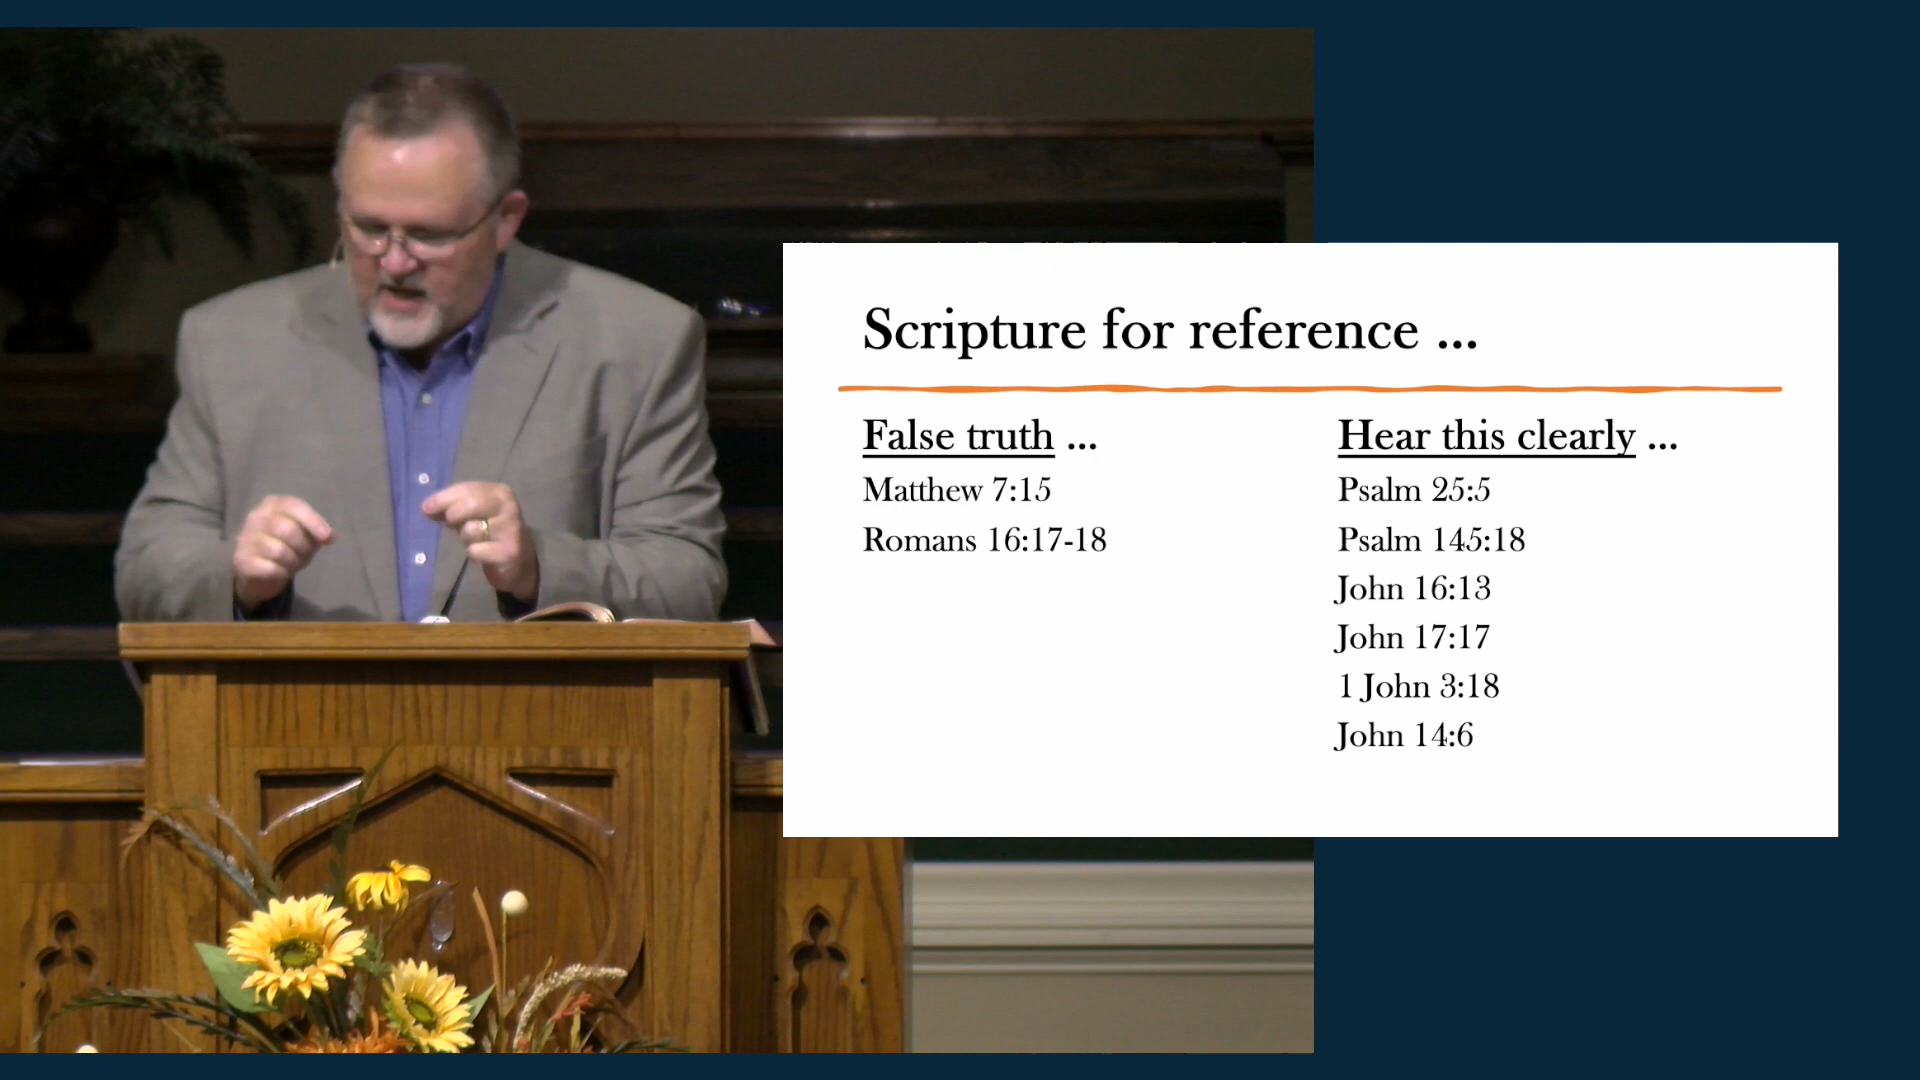 Scripture for reference ...
False truth ...
Matthew 7:15
Romans 16:17-18
Hear this clearly ...
Psalm 25:5
Psalm 145:18
John 16:13
John 17:17
1 John 3:18
John 14:6